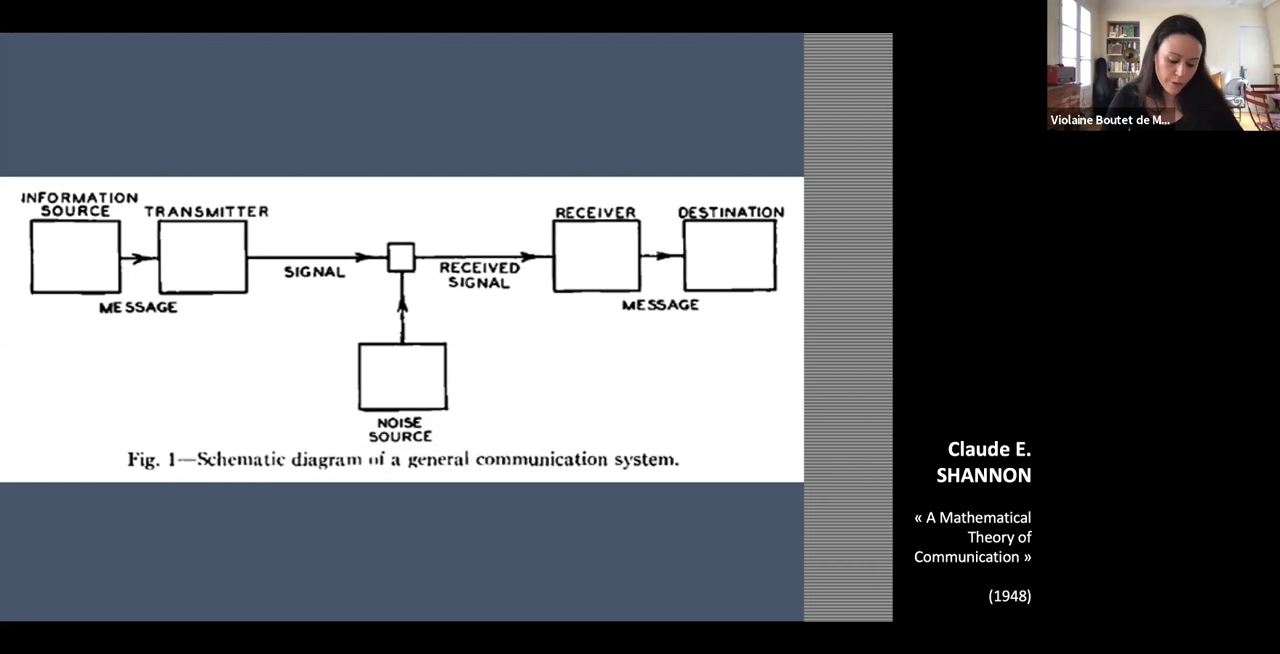 INFORMATION
SOURCE
TRANSMITTER
RECEIVER
DESTINATION
SIGNAL
RECEIVED
SIGNAL
MESSAGE
MESSAGE
NOISE
SOURCE
Fig. 1—Schematic diagram of a general communication system.
Claude E.
SHANNON
« A Mathematical
Theory of
Communication »
(1948)
Violaine Boutet de M...